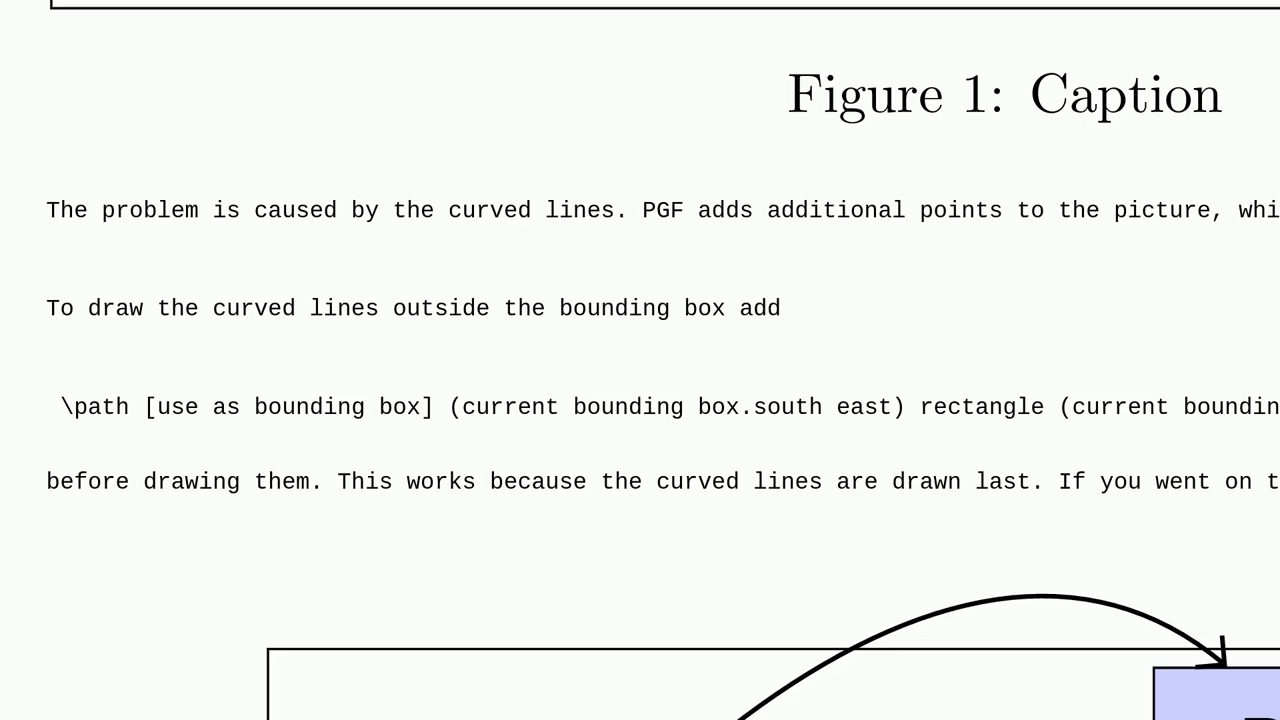 Figure 1: Caption
The problem is caused by the curved lines. PGF adds additional points to the picture,
To draw the curved lines outside the bounding box add
\path [use as bounding box] (current bounding box.south east) rectangle (current
before drawing them. This works because the curved lines are drawn last. If you went on